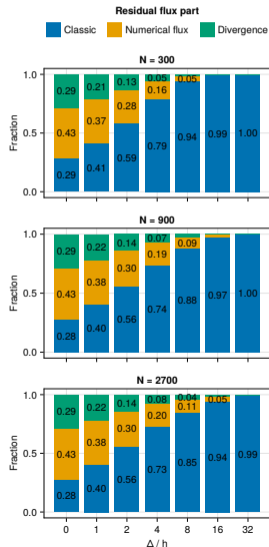 Residual flux part
Classic Numerical flux Divergence
N = 300
Fraction
1.0
0.5
0.0
0.29 0.21 0.13 0.05 0.05
0.43 0.37 0.28 0.16
0.29 0.41 0.59 0.79 0.94 0.99 1.00
N = 900
Fraction
1.0
0.5
0.0
0.29 0.22 0.14 0.07 0.09
0.43 0.38 0.30 0.19
0.28 0.40 0.56 0.74 0.88 0.97 1.00
N = 2700
Fraction
1.0
0.5
0.0
0.29 0.22 0.14 0.08 0.04 0.05
0.43 0.38 0.30 0.20 0.11
0.28 0.40 0.56 0.73 0.85 0.94 0.99
0 1 2 4 8 16 32
Δ / h